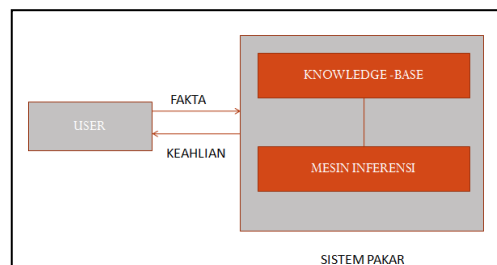 KNOWLEDGE -BASE
FAKTA
USER
KEAHLIAN
MESIN INFERENSI
SISTEM PAKAR